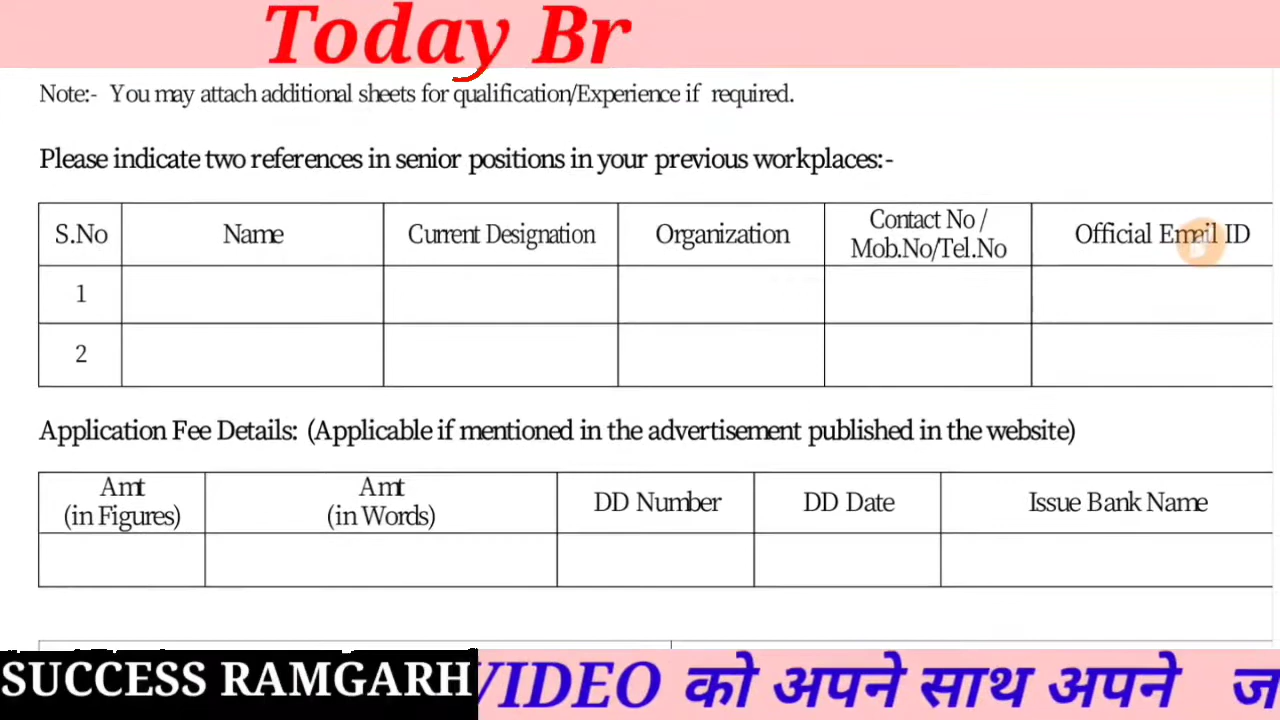 Today Br
Note:- You may attach additional sheets for qualification/Experience if required.
Please indicate two references in senior positions in your previous workplaces:-
S.No Name Current Designation Organization Contact No / Mob.No/Tel.No Official Email ID
1
2
Application Fee Details: (Applicable if mentioned in the advertisement published in the website)
Amt (in Figures) Amt (in Words) DD Number DD Date Issue Bank Name
SUCCESS RAMGARH VIDEO को अपने साथ अपने